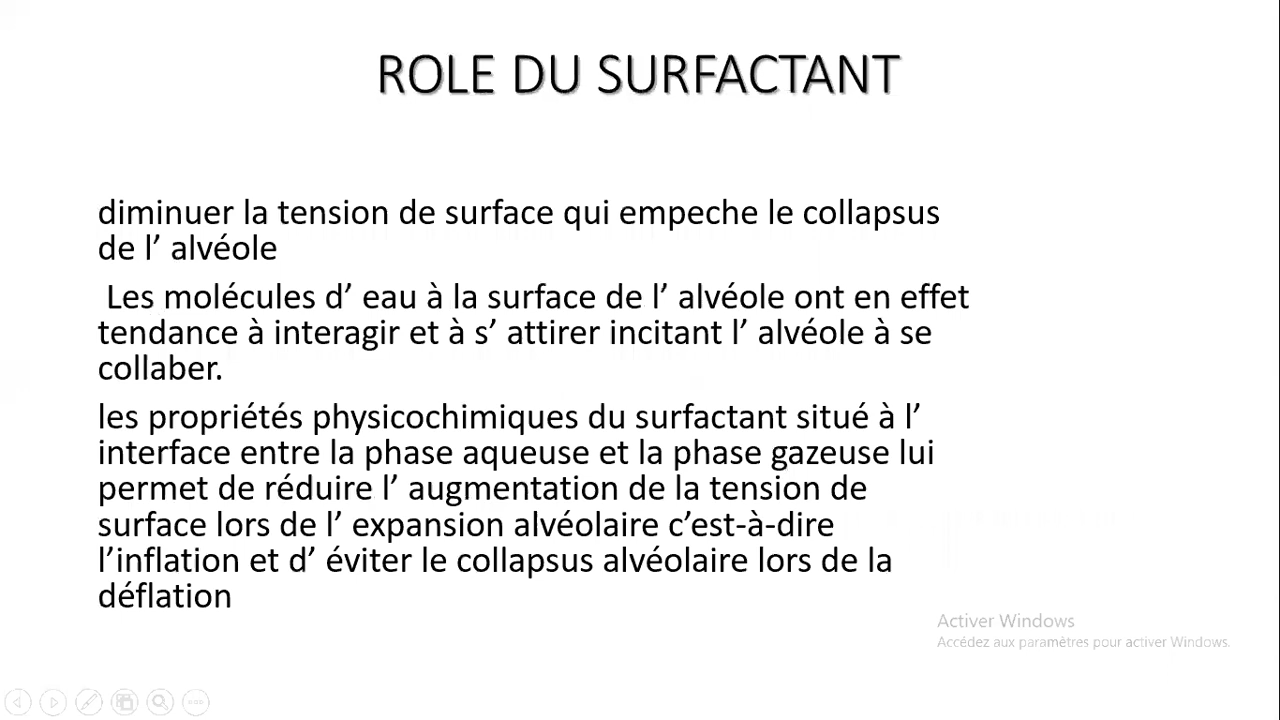 ROLE DU SURFACTANT
diminuer la tension de surface qui empeche le collapsus
de l’ alvéole
Les molécules d’ eau à la surface de l’ alvéole ont en effet
tendance à interagir et à s’ attirer incitant l’ alvéole à se
collaber.
les propriétés physicochimiques du surfactant situé à l’
interface entre la phase aqueuse et la phase gazeuse lui
permet de réduire l’ augmentation de la tension de
surface lors de l’ expansion alvéolaire c’est-à-dire
l’inflation et d’ éviter le collapsus alvéolaire lors de la
déflation
Activer Windows
Accédez aux paramètres pour activer Windows.